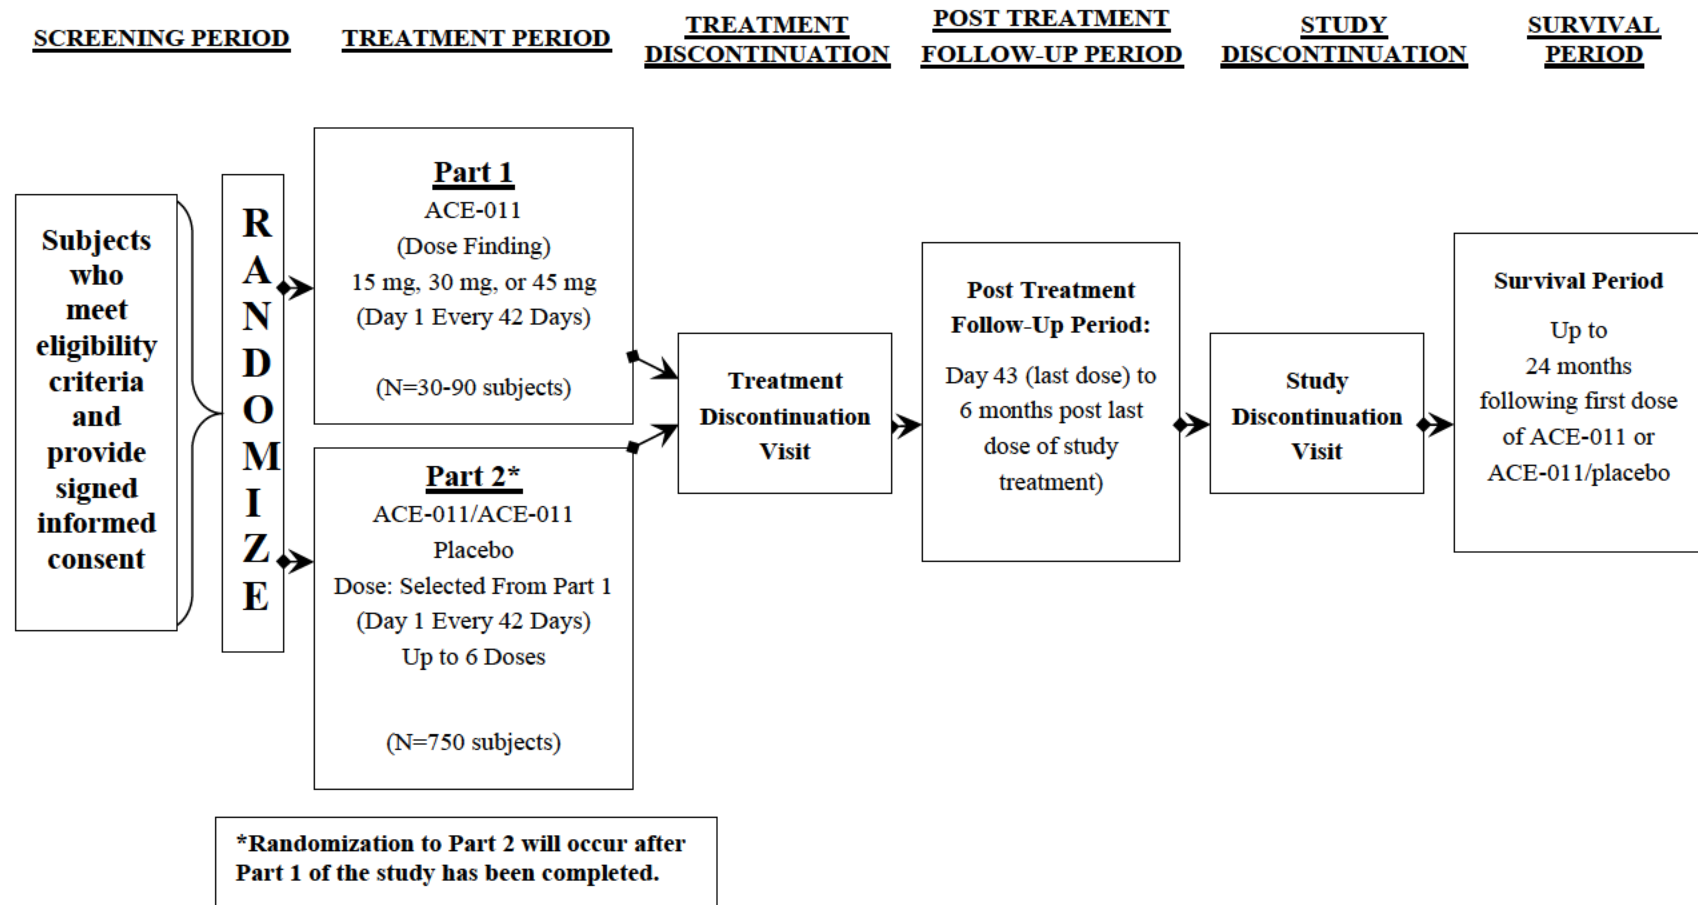 SCREENING PERIOD
TREATMENT PERIOD
TREATMENT
DISCONTINUATION
POST TREATMENT
FOLLOW-UP PERIOD
STUDY
DISCONTINUATION
SURVIVAL
PERIOD
Subjects
who
meet
eligibility
criteria
and
provide
signed
informed
consent
R
A
N
D
O
M
I
Z
E
Part 1
ACE-011
(Dose Finding)
15 mg, 30 mg, or 45 mg
(Day 1 Every 42 Days)
(N=30-90 subjects)
Part 2*
ACE-011/ACE-011
Placebo
Dose: Selected From Part 1
(Day 1 Every 42 Days)
Up to 6 Doses
(N=750 subjects)
Treatment
Discontinuation
Visit
Post Treatment
Follow-Up Period:
Day 43 (last dose) to
6 months post last
dose of study
treatment)
Study
Discontinuation
Visit
Survival Period
Up to
24 months
following first dose
of ACE-011 or
ACE-011/placebo
*Randomization to Part 2 will occur after
Part 1 of the study has been completed.